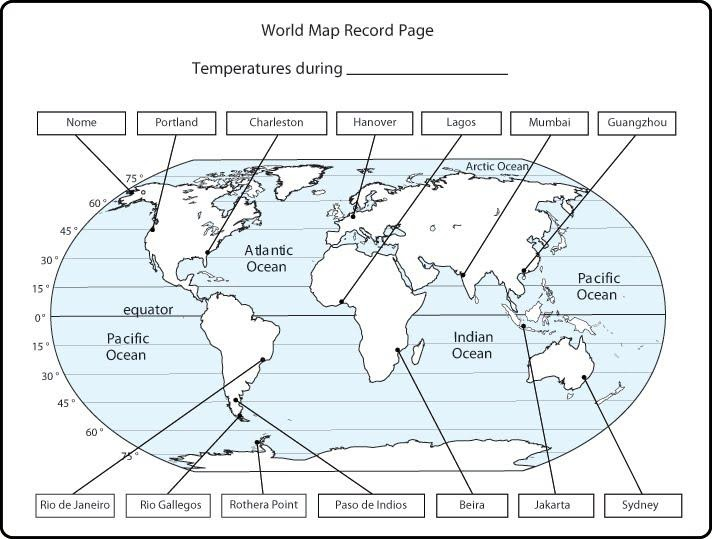 World Map Record Page
Temperatures during
Nome
Portland
Charleston
Hanover
Lagos
Mumbai
Guangzhou
Arctic Ocean
75°
60°
45°
Atlantic
Ocean
30°
Pacific
Ocean
15°
equator
0°
Pacific
Ocean
Indian
Ocean
15°
30°
45°
60°
75°
Rio de Janeiro
Rio Gallegos
Rothera Point
Paso de Indios
Beira
Jakarta
Sydney